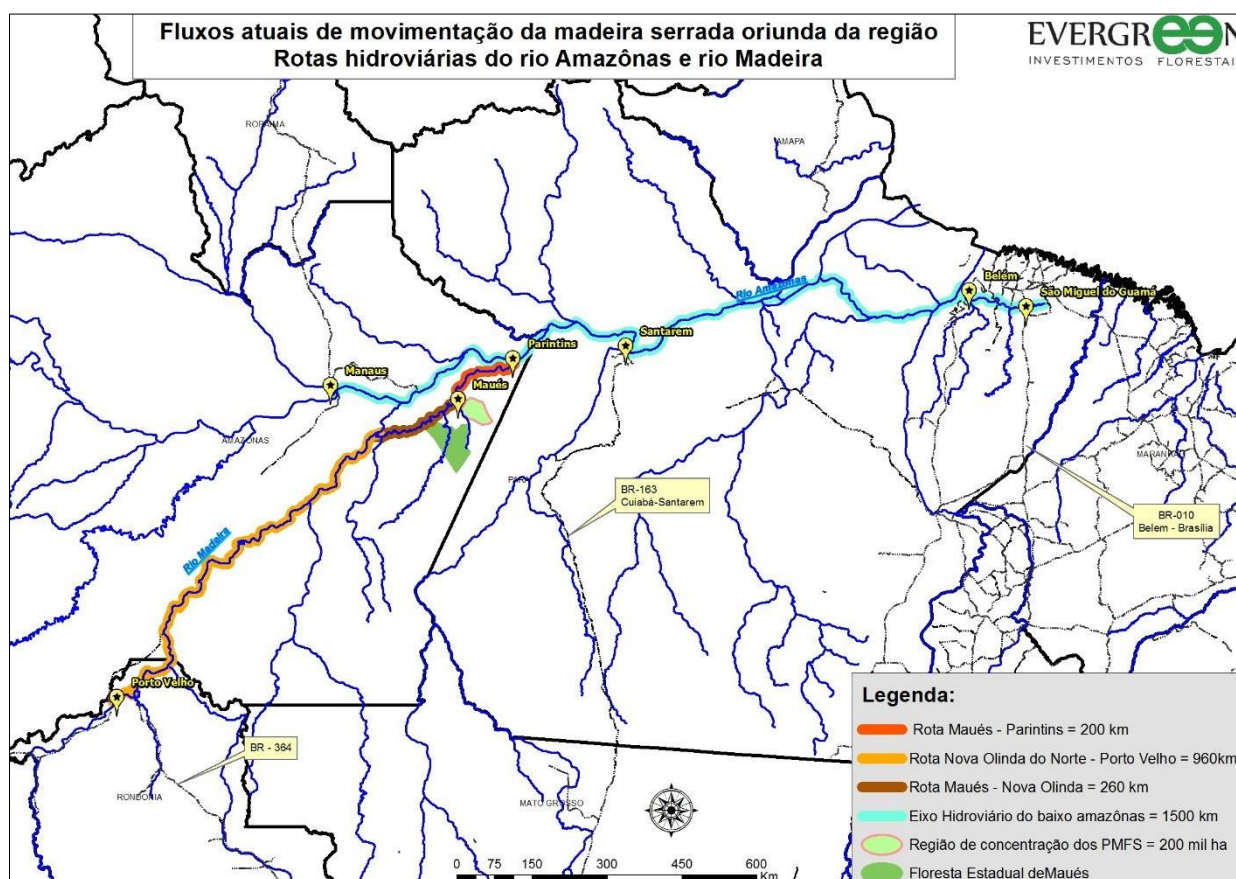 Fluxos atuais de movimentação da madeira serrada oriunda da região
Rotas hidroviárias do rio Amazônas e rio Madeira
EVERGREEN
INVESTIMENTOS FLORESTAI
RORAIMA
AMAPA
Rio Amazonas
Belém
São Miguel do Guamá
Santarem
Parintins
Manaus
Maués
AMAZONAS
PARÁ
MARANHÃO
BR-163
Cuiabá-Santarem
BR-010
Belem - Brasília
Rio Madeira
Porto Velho
BR - 364
RONDONIA
MATO GROSSO
Legenda:
Rota Maués - Parintins = 200 km
Rota Nova Olinda do Norte - Porto Velho = 960km
Rota Maués - Nova Olinda = 260 km
Eixo Hidroviário do baixo amazônas = 1500 km
Região de concentração dos PMFS = 200 mil ha
Floresta Estadual deMaués
0 75 150 300 450 600
Km